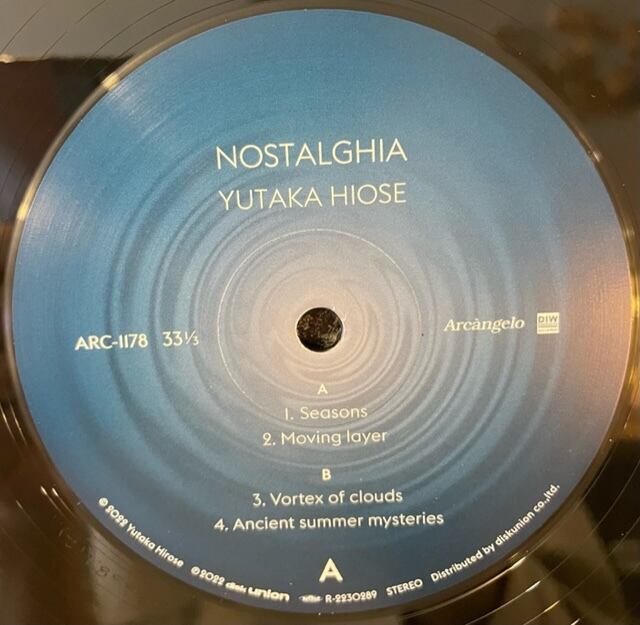 NOSTALGHIA
YUTAKA HIOSE
ARC-1178 33⅓
Arcàngelo DIW
A
1. Seasons
2. Moving layer
B
3. Vortex of clouds
4. Ancient summer mysteries
A
©2022 Yutaka Hirose ℗2022 disk union R-2230289 STEREO Distributed by diskunion co.,ltd.